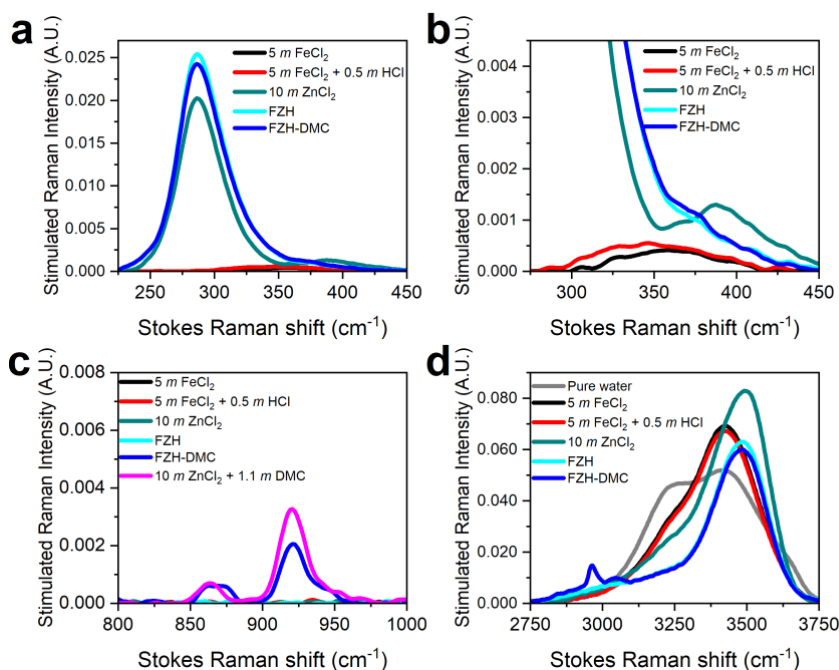 a
Stimulated Raman Intensity (A.U.)
0.025
0.020
0.015
0.010
0.005
0.000
5 m FeCl₂
5 m FeCl₂ + 0.5 m HCl
10 m ZnCl₂
FZH
FZH-DMC
250 300 350 400 450
Stokes Raman shift (cm⁻¹)
b
Stimulated Raman Intensity (A.U.)
0.004
0.003
0.002
0.001
0.000
5 m FeCl₂
5 m FeCl₂ + 0.5 m HCl
10 m ZnCl₂
FZH
FZH-DMC
300 350 400 450
Stokes Raman shift (cm⁻¹)
c
Stimulated Raman Intensity (A.U.)
0.008
0.006
0.004
0.002
0.000
5 m FeCl₂
5 m FeCl₂ + 0.5 m HCl
10 m ZnCl₂
FZH
FZH-DMC
10 m ZnCl₂ + 1.1 m DMC
800 850 900 950 1000
Stokes Raman shift (cm⁻¹)
d
Stimulated Raman Intensity (A.U.)
0.080
0.060
0.040
0.020
0.000
Pure water
5 m FeCl₂
5 m FeCl₂ + 0.5 m HCl
10 m ZnCl₂
FZH
FZH-DMC
2750 3000 3250 3500 3750
Stokes Raman shift (cm⁻¹)